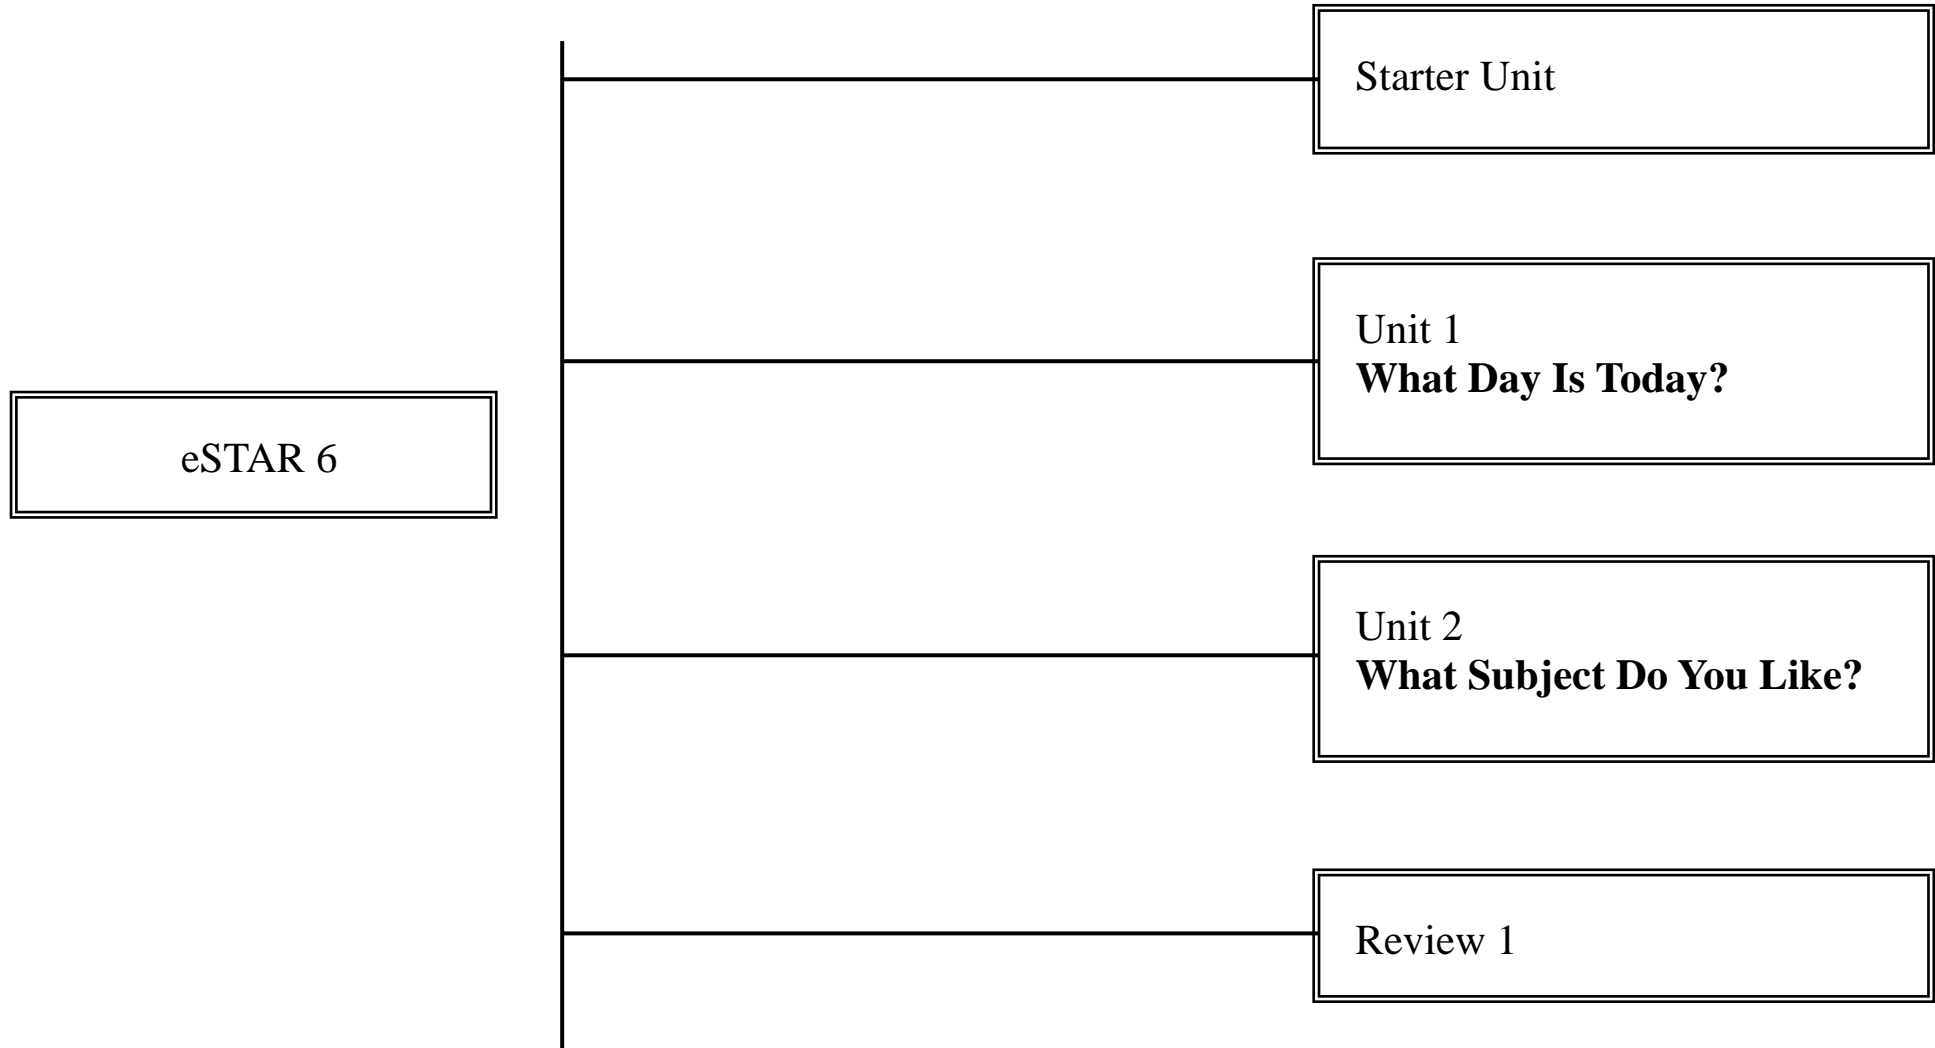 eSTAR 6
Starter Unit
Unit 1
What Day Is Today?
Unit 2
What Subject Do You Like?
Review 1